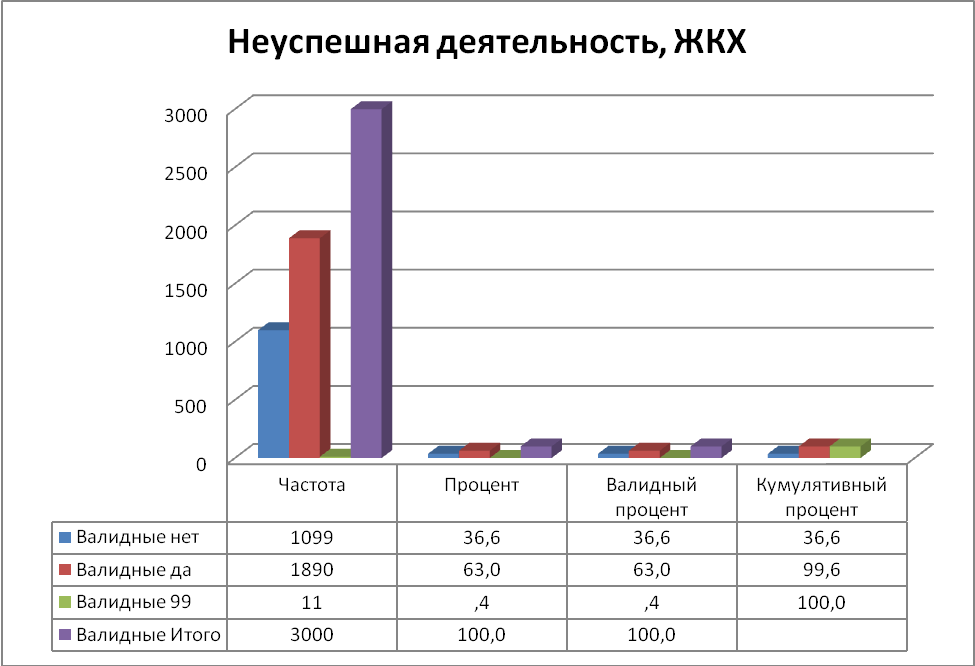 Неуспешная деятельность, ЖКХ
3000
2500
2000
1500
1000
500
0
Частота Процент Валидный Кумулятивный
процент процент
Валидные нет 1099 36,6 36,6 36,6
Валидные да 1890 63,0 63,0 99,6
Валидные 99 11 ,4 ,4 100,0
Валидные Итого 3000 100,0 100,0